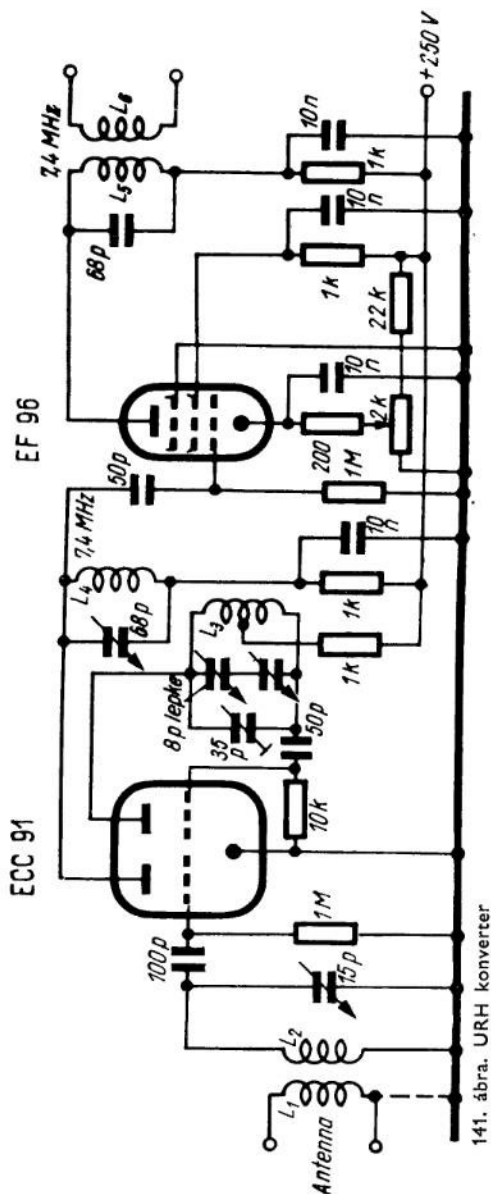 ECC 91
EF 96
7,4 MHz
7,4 MHz
L4
68p
50p
68p
L5
L6
8p lepke
L3
35
p
100p
50p
10k
1M
15p
L1
L2
Antenna
1k
1k
10
n
1M
200
2k
10
n
22k
1k
10
n
1k
10n
+250V
141. ábra. URH konverter